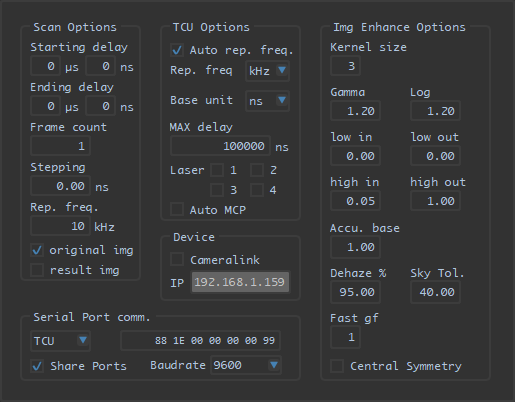 Scan Options
Starting delay
0 μs 0 ns
Ending delay
0 μs 0 ns
Frame count
1
Stepping
0.00 ns
Rep. freq.
10 kHz
original img
result img
TCU Options
Auto rep. freq.
Rep. freq kHz
Base unit ns
MAX delay
100000 ns
Laser 1 2
3 4
Auto MCP
Device
Cameralink
IP 192.168.1.159
Img Enhance Options
Kernel size
3
Gamma Log
1.20 1.20
low in low out
0.00 0.00
high in high out
0.05 1.00
Accu. base
1.00
Dehaze % Sky Tol.
95.00 40.00
Fast gf
1
Central Symmetry
Serial Port comm.
TCU 88 1E 00 00 00 00 99
Share Ports Baudrate 9600